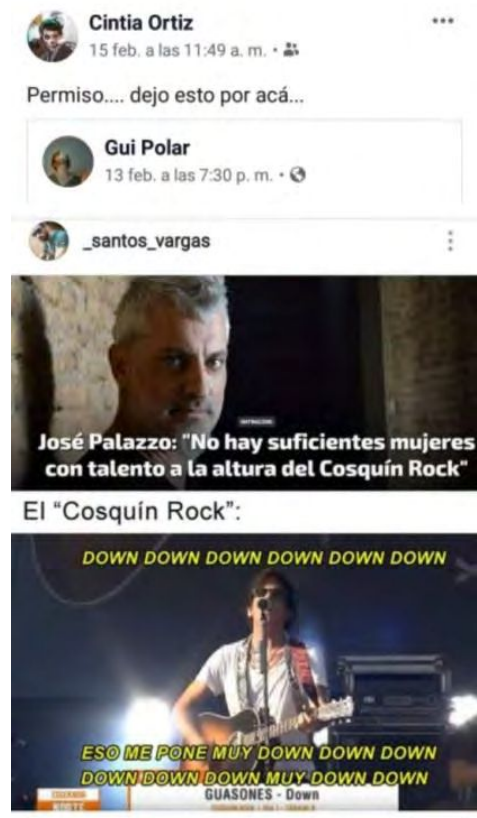 Cintia Ortiz
15 feb. a las 11:49 a. m. •
Permiso.... dejo esto por acá...
Gui Polar
13 feb. a las 7:30 p. m. •
_santos_vargas
José Palazzo: "No hay suficientes mujeres
con talento a la altura del Cosquín Rock"
El “Cosquín Rock”:
DOWN DOWN DOWN DOWN DOWN DOWN
ESO ME PONE MUY DOWN DOWN DOWN
DOWN DOWN DOWN MUY DOWN DOWN
GUASONES - Down